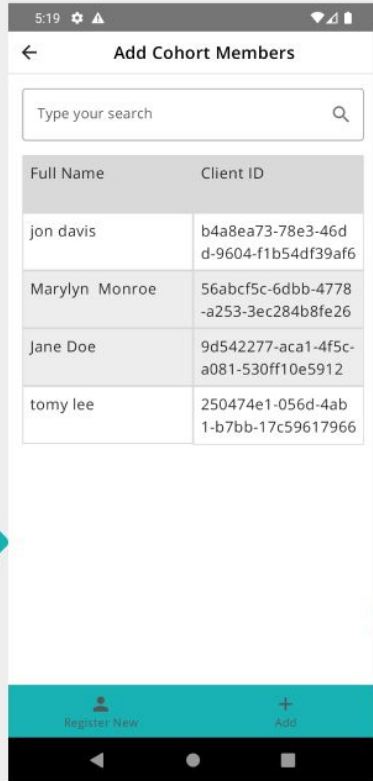 5:19
Add Cohort Members
Type your search
Full Name Client ID
jon davis b4a8ea73-78e3-46d
d-9604-f1b54df39af6
Marylyn Monroe 56abcf5c-6dbb-4778
-a253-3ec284b8fe26
Jane Doe 9d542277-aca1-4f5c-
a081-530ff10e5912
tomy lee 250474e1-056d-4ab
1-b7bb-17c59617966
Register New Add